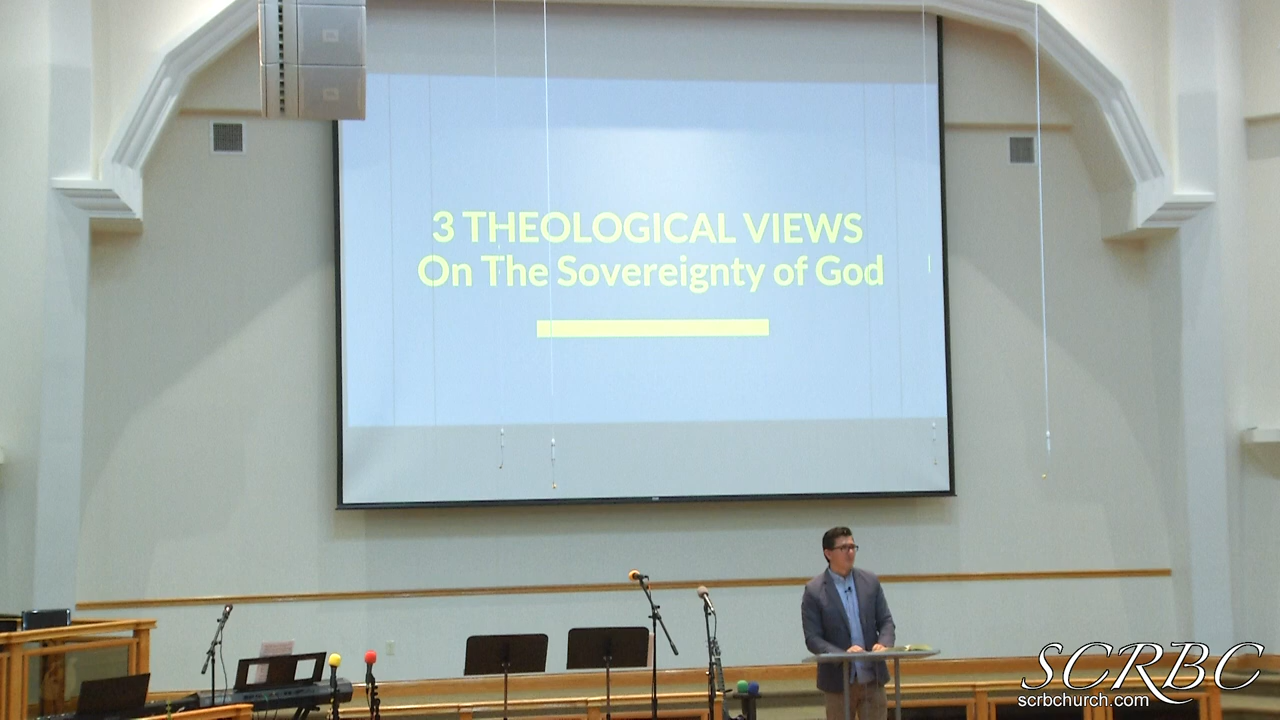 3 THEOLOGICAL VIEWS
On The Sovereignty of God
SCRBC
scrbchurch.com